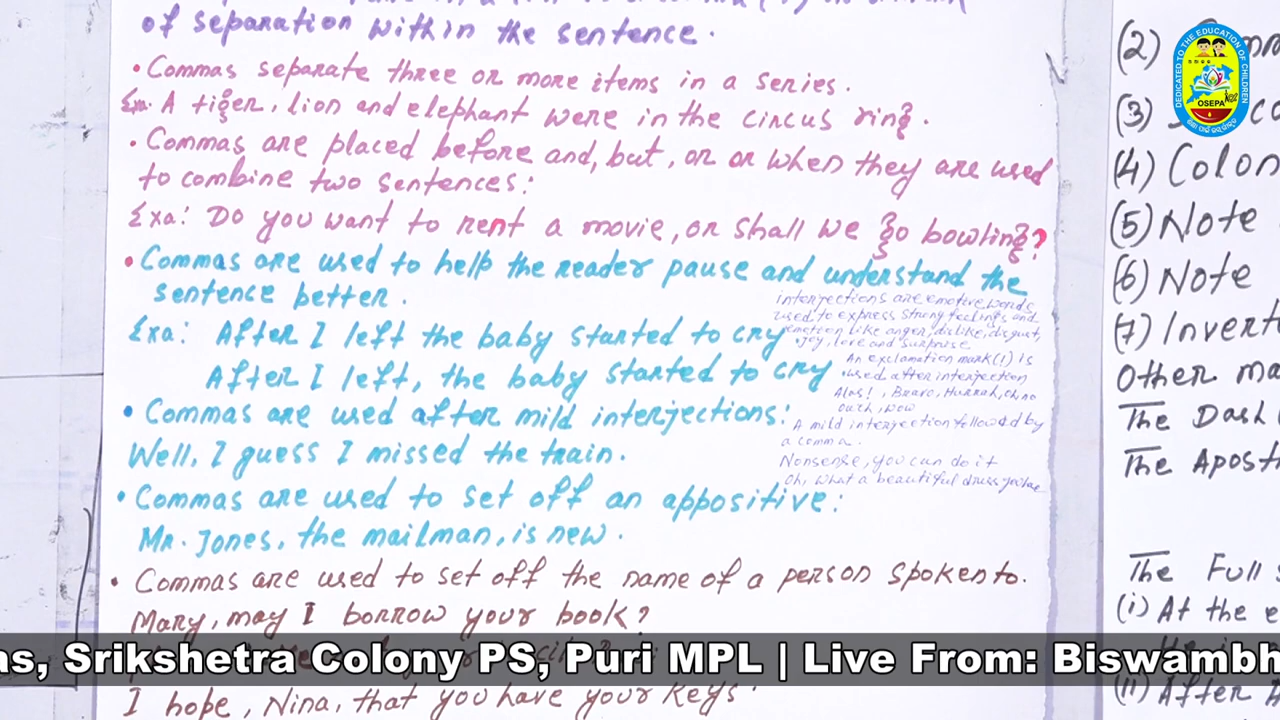 of separation within the sentence.
• Commas separate three or more items in a series.
Ex: A tiger, lion and elephant were in the circus ring.
• Commas are placed before and, but, or or when they are used
to combine two sentences:
Exa: Do you want to rent a movie, or shall we go bowling?
• Commas are used to help the reader pause and understand the
sentence better.
Exa: After I left the baby started to cry
After I left, the baby started to cry
• Commas are used after mild interjections:
Well, I guess I missed the train.
• Commas are used to set off an appositive:
Mr. Jones, the mailman, is new.
• Commas are used to set off the name of a person spoken to.
Mary, may I borrow your book?
I hope, Nina, that you have your keys.
interjections are emotive words
used to express strong feelings and
emotion like anger, dislike, disgust,
joy, love and surprise
An exclamation mark (!) is
used after interjection
Alas!, Bravo, Hurrah, oh no
ouch, wow
A mild interjection followed by
a comma.
Nonsense, you can do it
Oh, what a beautiful dress you've
(2)
(3)
(4) Colon
(5) Note
(6) Note
(7) Invert
Other ma
The Dash
The Apost
The Full s
(i) At the e
(ii) After
DEDICATED TO THE EDUCATION OF CHILDREN
OSEPA
as, Srikshetra Colony PS, Puri MPL | Live From: Biswambh